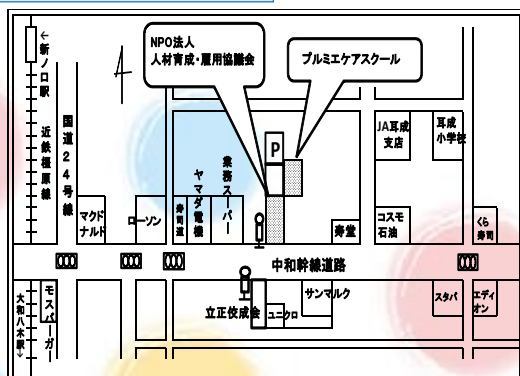 NPO法人
人材育成・雇用協議会
プルミエケアスクール
←新ノ口駅
近鉄橿原線
国道24号線
P
JA耳成
支店
耳成
小学校
マクド
ナルド
ローソン
寿司道
ヤマダ電機
業務スーパー
寿堂
コスモ
石油
くら
寿司
中和幹線道路
大和八木駅→
モスバーガー
立正佼成会
ユニクロ
サンマルク
スタバ
エディ
オン